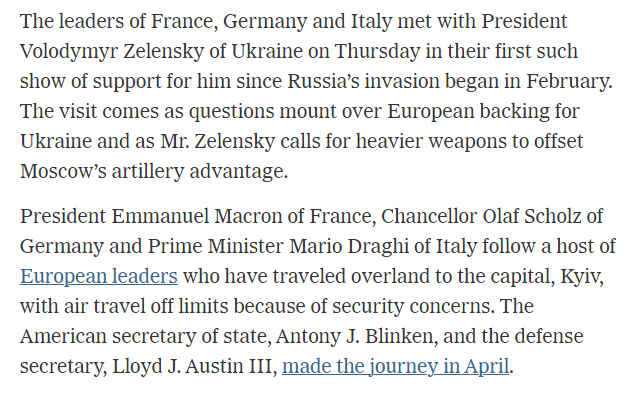 The leaders of France, Germany and Italy met with President
Volodymyr Zelensky of Ukraine on Thursday in their first such
show of support for him since Russia’s invasion began in February.
The visit comes as questions mount over European backing for
Ukraine and as Mr. Zelensky calls for heavier weapons to offset
Moscow’s artillery advantage.
President Emmanuel Macron of France, Chancellor Olaf Scholz of
Germany and Prime Minister Mario Draghi of Italy follow a host of
European leaders who have traveled overland to the capital, Kyiv,
with air travel off limits because of security concerns. The
American secretary of state, Antony J. Blinken, and the defense
secretary, Lloyd J. Austin III, made the journey in April.